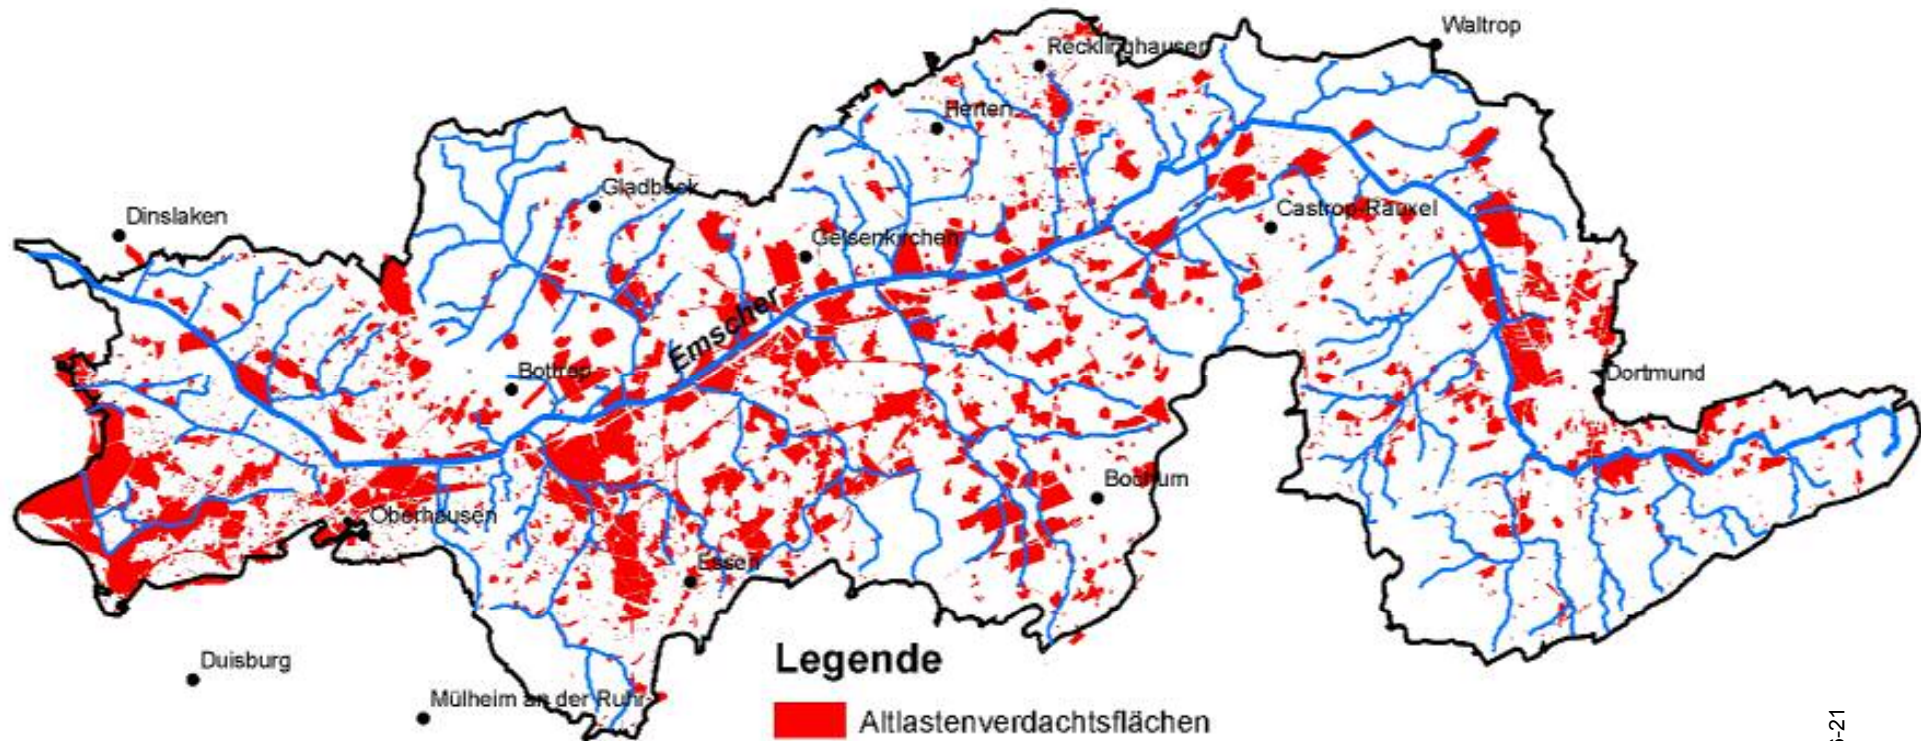 Waltrop
Recklinghausen
Herten
Gladbeck
Dinslaken
Castrop-Rauxel
Gelsenkirchen
Emscher
Bottrop
Dortmund
Bochum
Oberhausen
Essen
Duisburg
Mülheim an der Ruhr
Legende
Altlastenverdachtsflächen